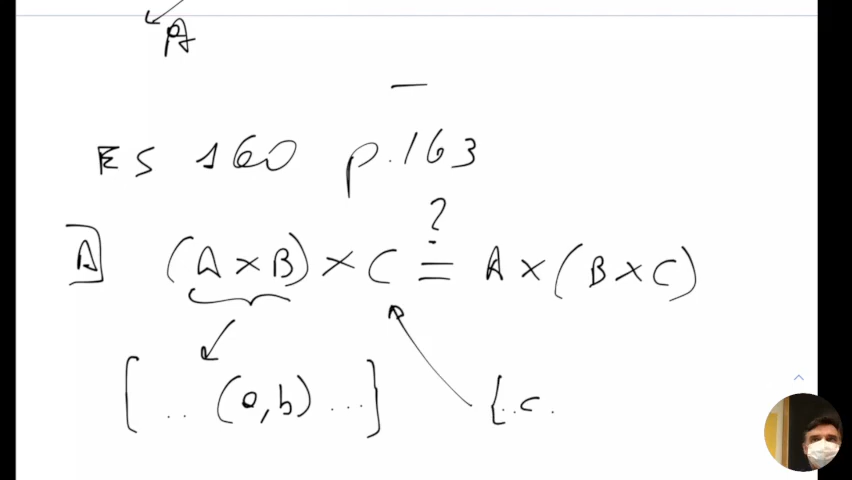 A
ES 160 p.163
?
A (A × B) × C = A × (B × C)
{ .. (a,b) ... } { ..c .